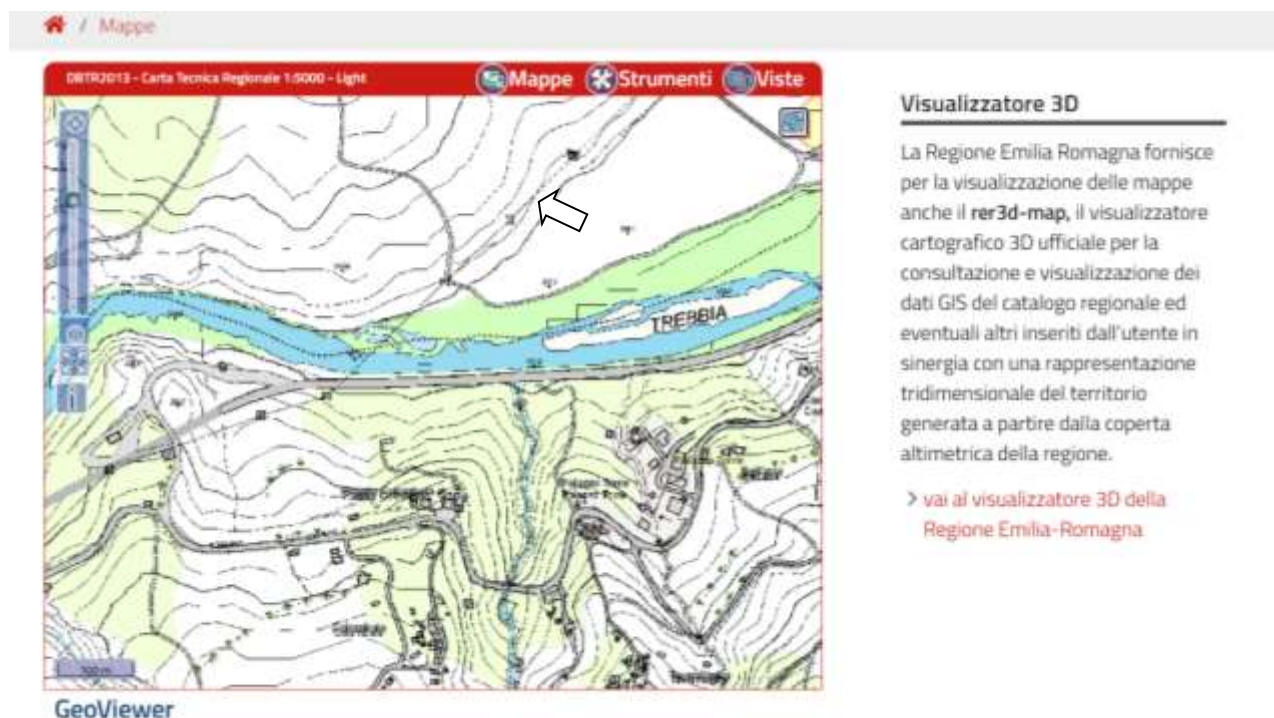 / Mappe
DBTR2013 - Carta Tecnica Regionale 1:5000 - Light Mappe Strumenti Viste
TREBBIA
Visualizzatore 3D
La Regione Emilia Romagna fornisce
per la visualizzazione delle mappe
anche il rer3d-map, il visualizzatore
cartografico 3D ufficiale per la
consultazione e visualizzazione dei
dati GIS del catalogo regionale ed
eventuali altri inseriti dall'utente in
sinergia con una rappresentazione
tridimensionale del territorio
generata a partire dalla coperta
altimetrica della regione.
> vai al visualizzatore 3D della
Regione Emilia-Romagna
GeoViewer